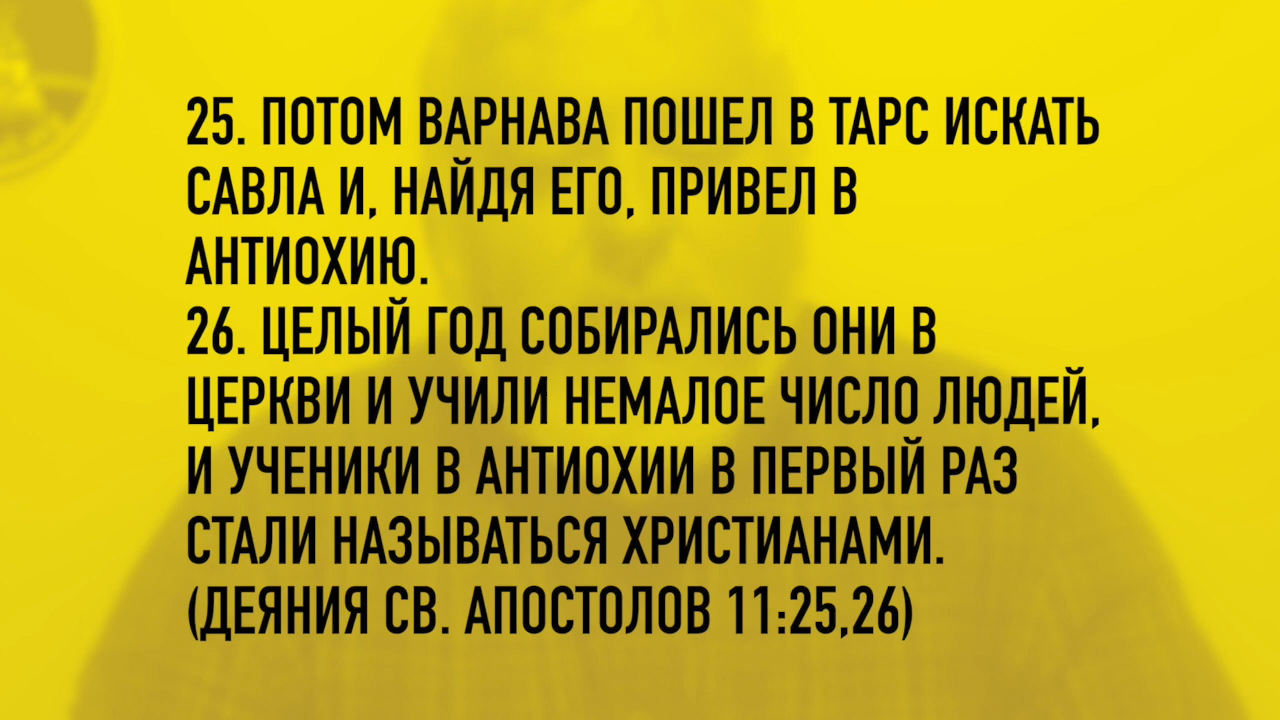 25. ПОТОМ ВАРНАВА ПОШЕЛ В ТАРС ИСКАТЬ
САВЛА И, НАЙДЯ ЕГО, ПРИВЕЛ В
АНТИОХИЮ.
26. ЦЕЛЫЙ ГОД СОБИРАЛИСЬ ОНИ В
ЦЕРКВИ И УЧИЛИ НЕМАЛОЕ ЧИСЛО ЛЮДЕЙ,
И УЧЕНИКИ В АНТИОХИИ В ПЕРВЫЙ РАЗ
СТАЛИ НАЗЫВАТЬСЯ ХРИСТИАНАМИ.
(ДЕЯНИЯ СВ. АПОСТОЛОВ 11:25,26)